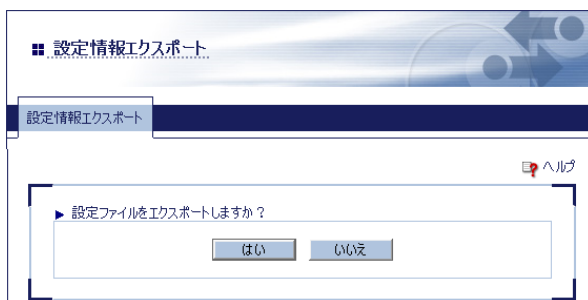 設定情報エクスポート
設定情報エクスポート
ヘルプ
設定ファイルをエクスポートしますか？
はい いいえ